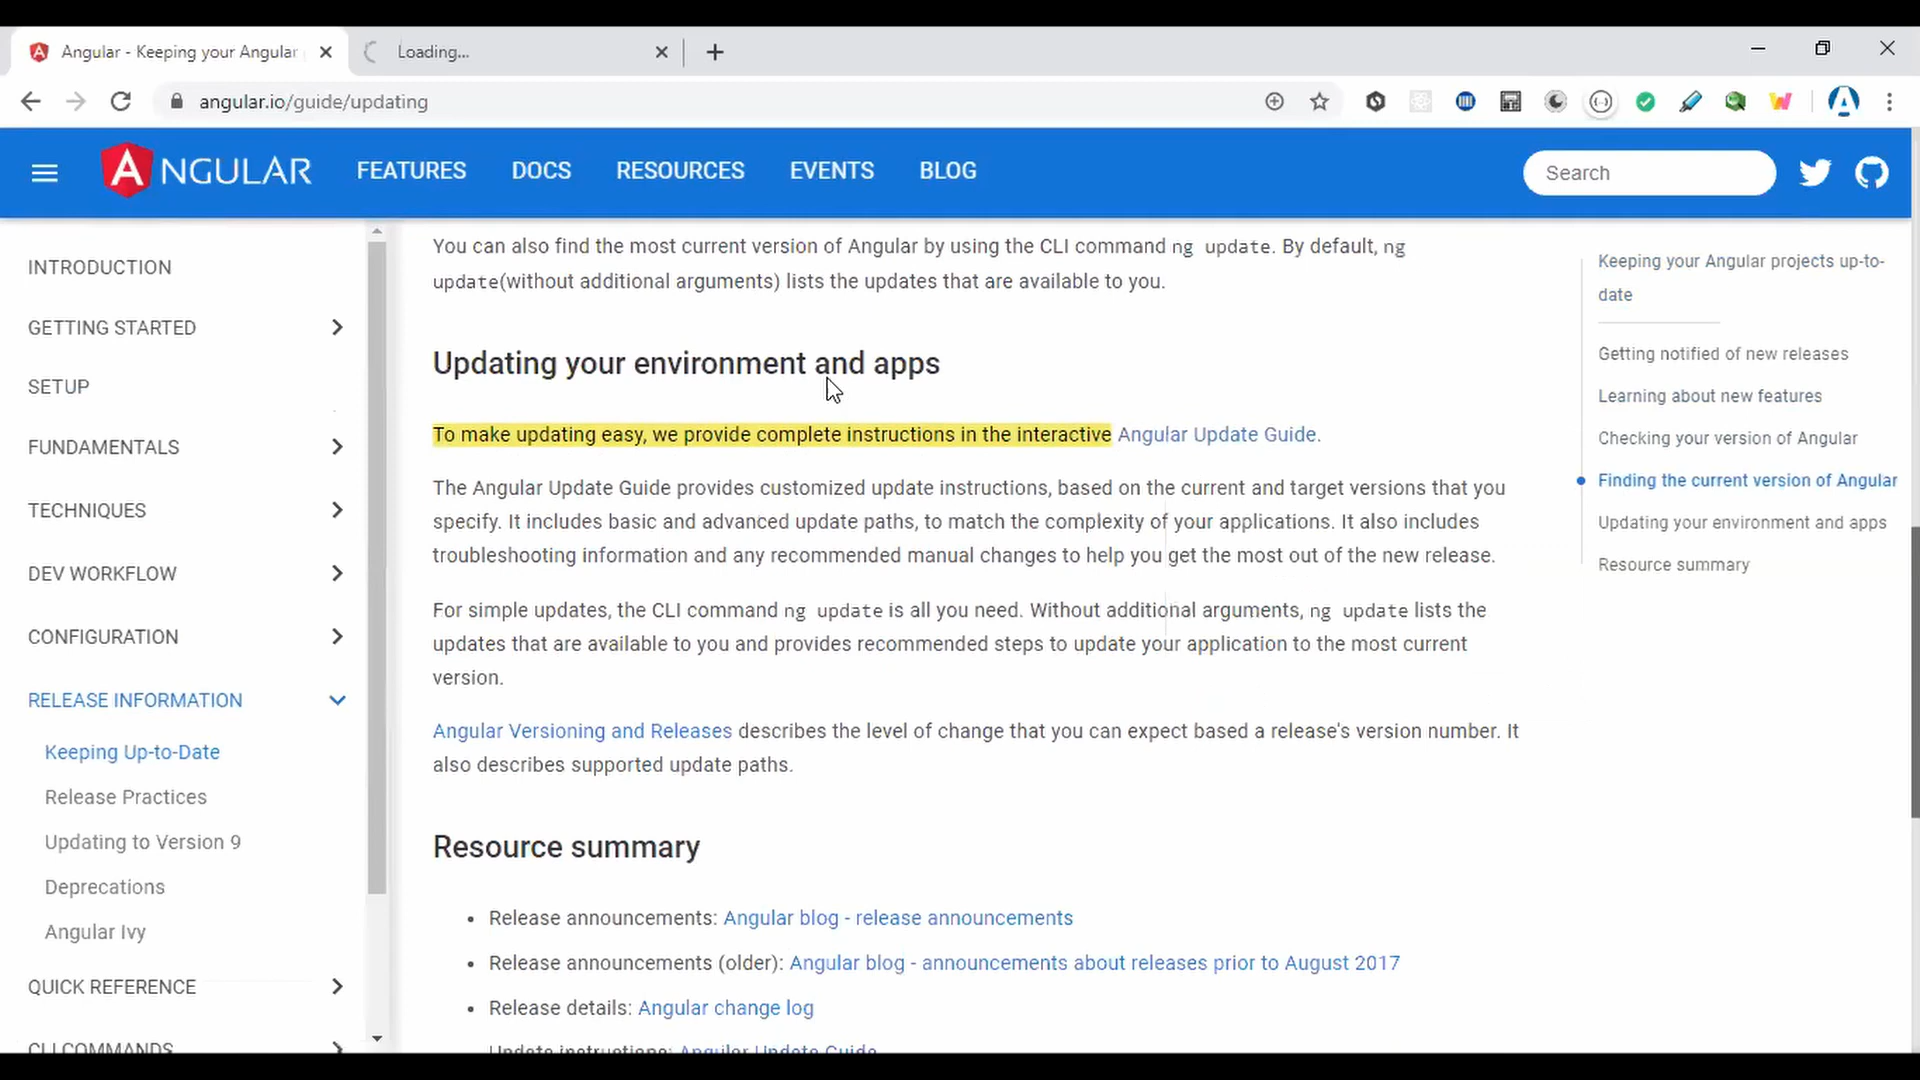 Angular - Keeping your Angular
Loading...
angular.io/guide/updating
ANGULAR
FEATURES
DOCS
RESOURCES
EVENTS
BLOG
Search
INTRODUCTION
GETTING STARTED
SETUP
FUNDAMENTALS
TECHNIQUES
DEV WORKFLOW
CONFIGURATION
RELEASE INFORMATION
Keeping Up-to-Date
Release Practices
Updating to Version 9
Deprecations
Angular Ivy
QUICK REFERENCE
CLI COMMANDS
You can also find the most current version of Angular by using the CLI command ng update. By default, ng
update(without additional arguments) lists the updates that are available to you.
Updating your environment and apps
To make updating easy, we provide complete instructions in the interactive Angular Update Guide.
The Angular Update Guide provides customized update instructions, based on the current and target versions that you
specify. It includes basic and advanced update paths, to match the complexity of your applications. It also includes
troubleshooting information and any recommended manual changes to help you get the most out of the new release.
For simple updates, the CLI command ng update is all you need. Without additional arguments, ng update lists the
updates that are available to you and provides recommended steps to update your application to the most current
version.
Angular Versioning and Releases describes the level of change that you can expect based a release's version number. It
also describes supported update paths.
Resource summary
• Release announcements: Angular blog - release announcements
• Release announcements (older): Angular blog - announcements about releases prior to August 2017
• Release details: Angular change log
Update instructions: Angular Update Guide
Keeping your Angular projects up-to-
date
Getting notified of new releases
Learning about new features
Checking your version of Angular
Finding the current version of Angular
Updating your environment and apps
Resource summary